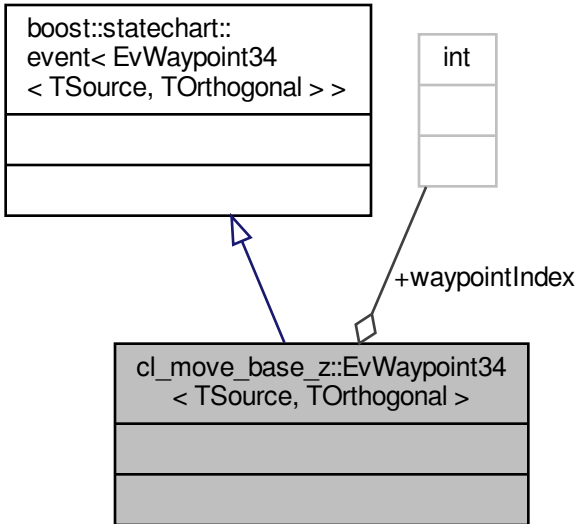 boost::statechart::
event< EvWaypoint34
< TSource, TOrthogonal > >
int
+waypointIndex
cl_move_base_z::EvWaypoint34
< TSource, TOrthogonal >